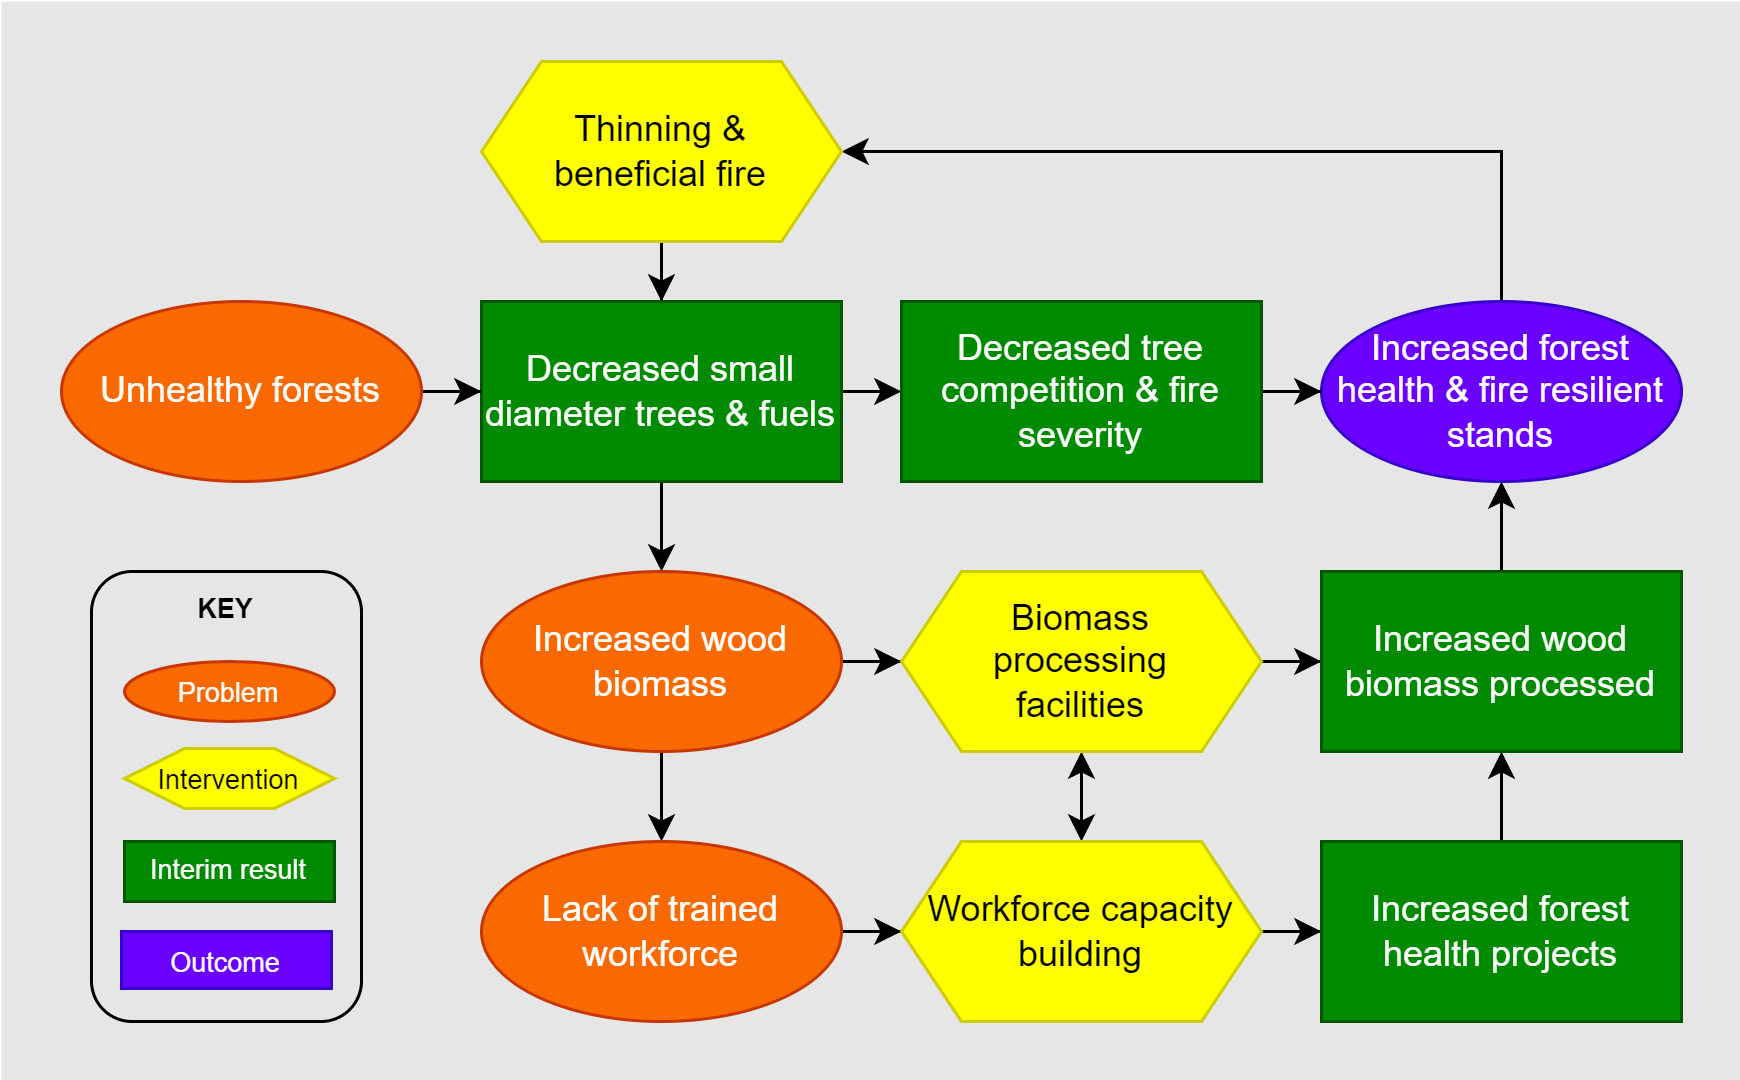 Thinning &
beneficial fire
Unhealthy forests
Decreased small
diameter trees & fuels
Decreased tree
competition & fire
severity
Increased forest
health & fire resilient
stands
KEY
Problem
Intervention
Interim result
Outcome
Increased wood
biomass
Biomass
processing
facilities
Increased wood
biomass processed
Lack of trained
workforce
Workforce capacity
building
Increased forest
health projects